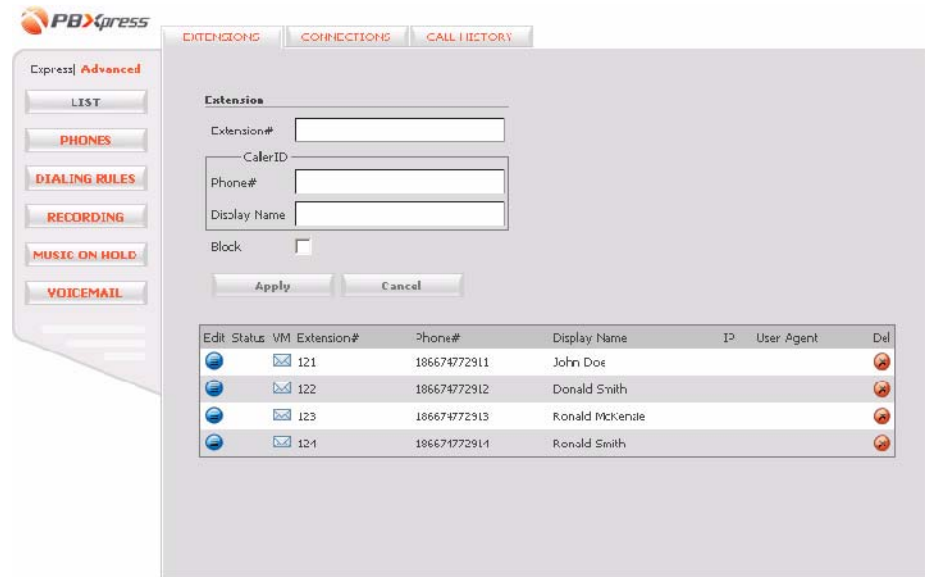 PBXpress
EXTENSIONS CONNECTIONS CALL HISTORY
Express| Advanced
LIST
PHONES
DIALING RULES
RECORDING
MUSIC ON HOLD
VOICEMAIL
Extension
Extension#
CalerID
Phone#
Display Name
Block
Apply Cancel
Edit Status VM Extension# Phone# Display Name IP User Agent Del
121 186674772911 John Doe
122 186674772912 Donald Smith
123 186674772913 Ronald McKenzie
124 186674772914 Ronald Smith